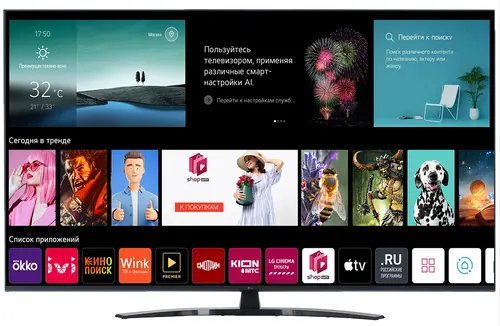 17:50
Москва
Преимущественно ясно
32°C
21° / 33°
Пользуйтесь
телевизором, применяя
различные смарт-
настройки AI.
Перейти к настройкам служб...
Перейти к поиску
Поиск различного контента
по названию, актеру или
жанру.
Сегодня в тренде
shop
К ПОКУПКАМ
Список приложений
okko
КИНО
ПОИСК
Wink
PREMIER
СМОТРИМ
KION
МТС
LG CINEMA
shop
tv
.RU
РОССИЙСКИЕ
ПРОГРАММЫ